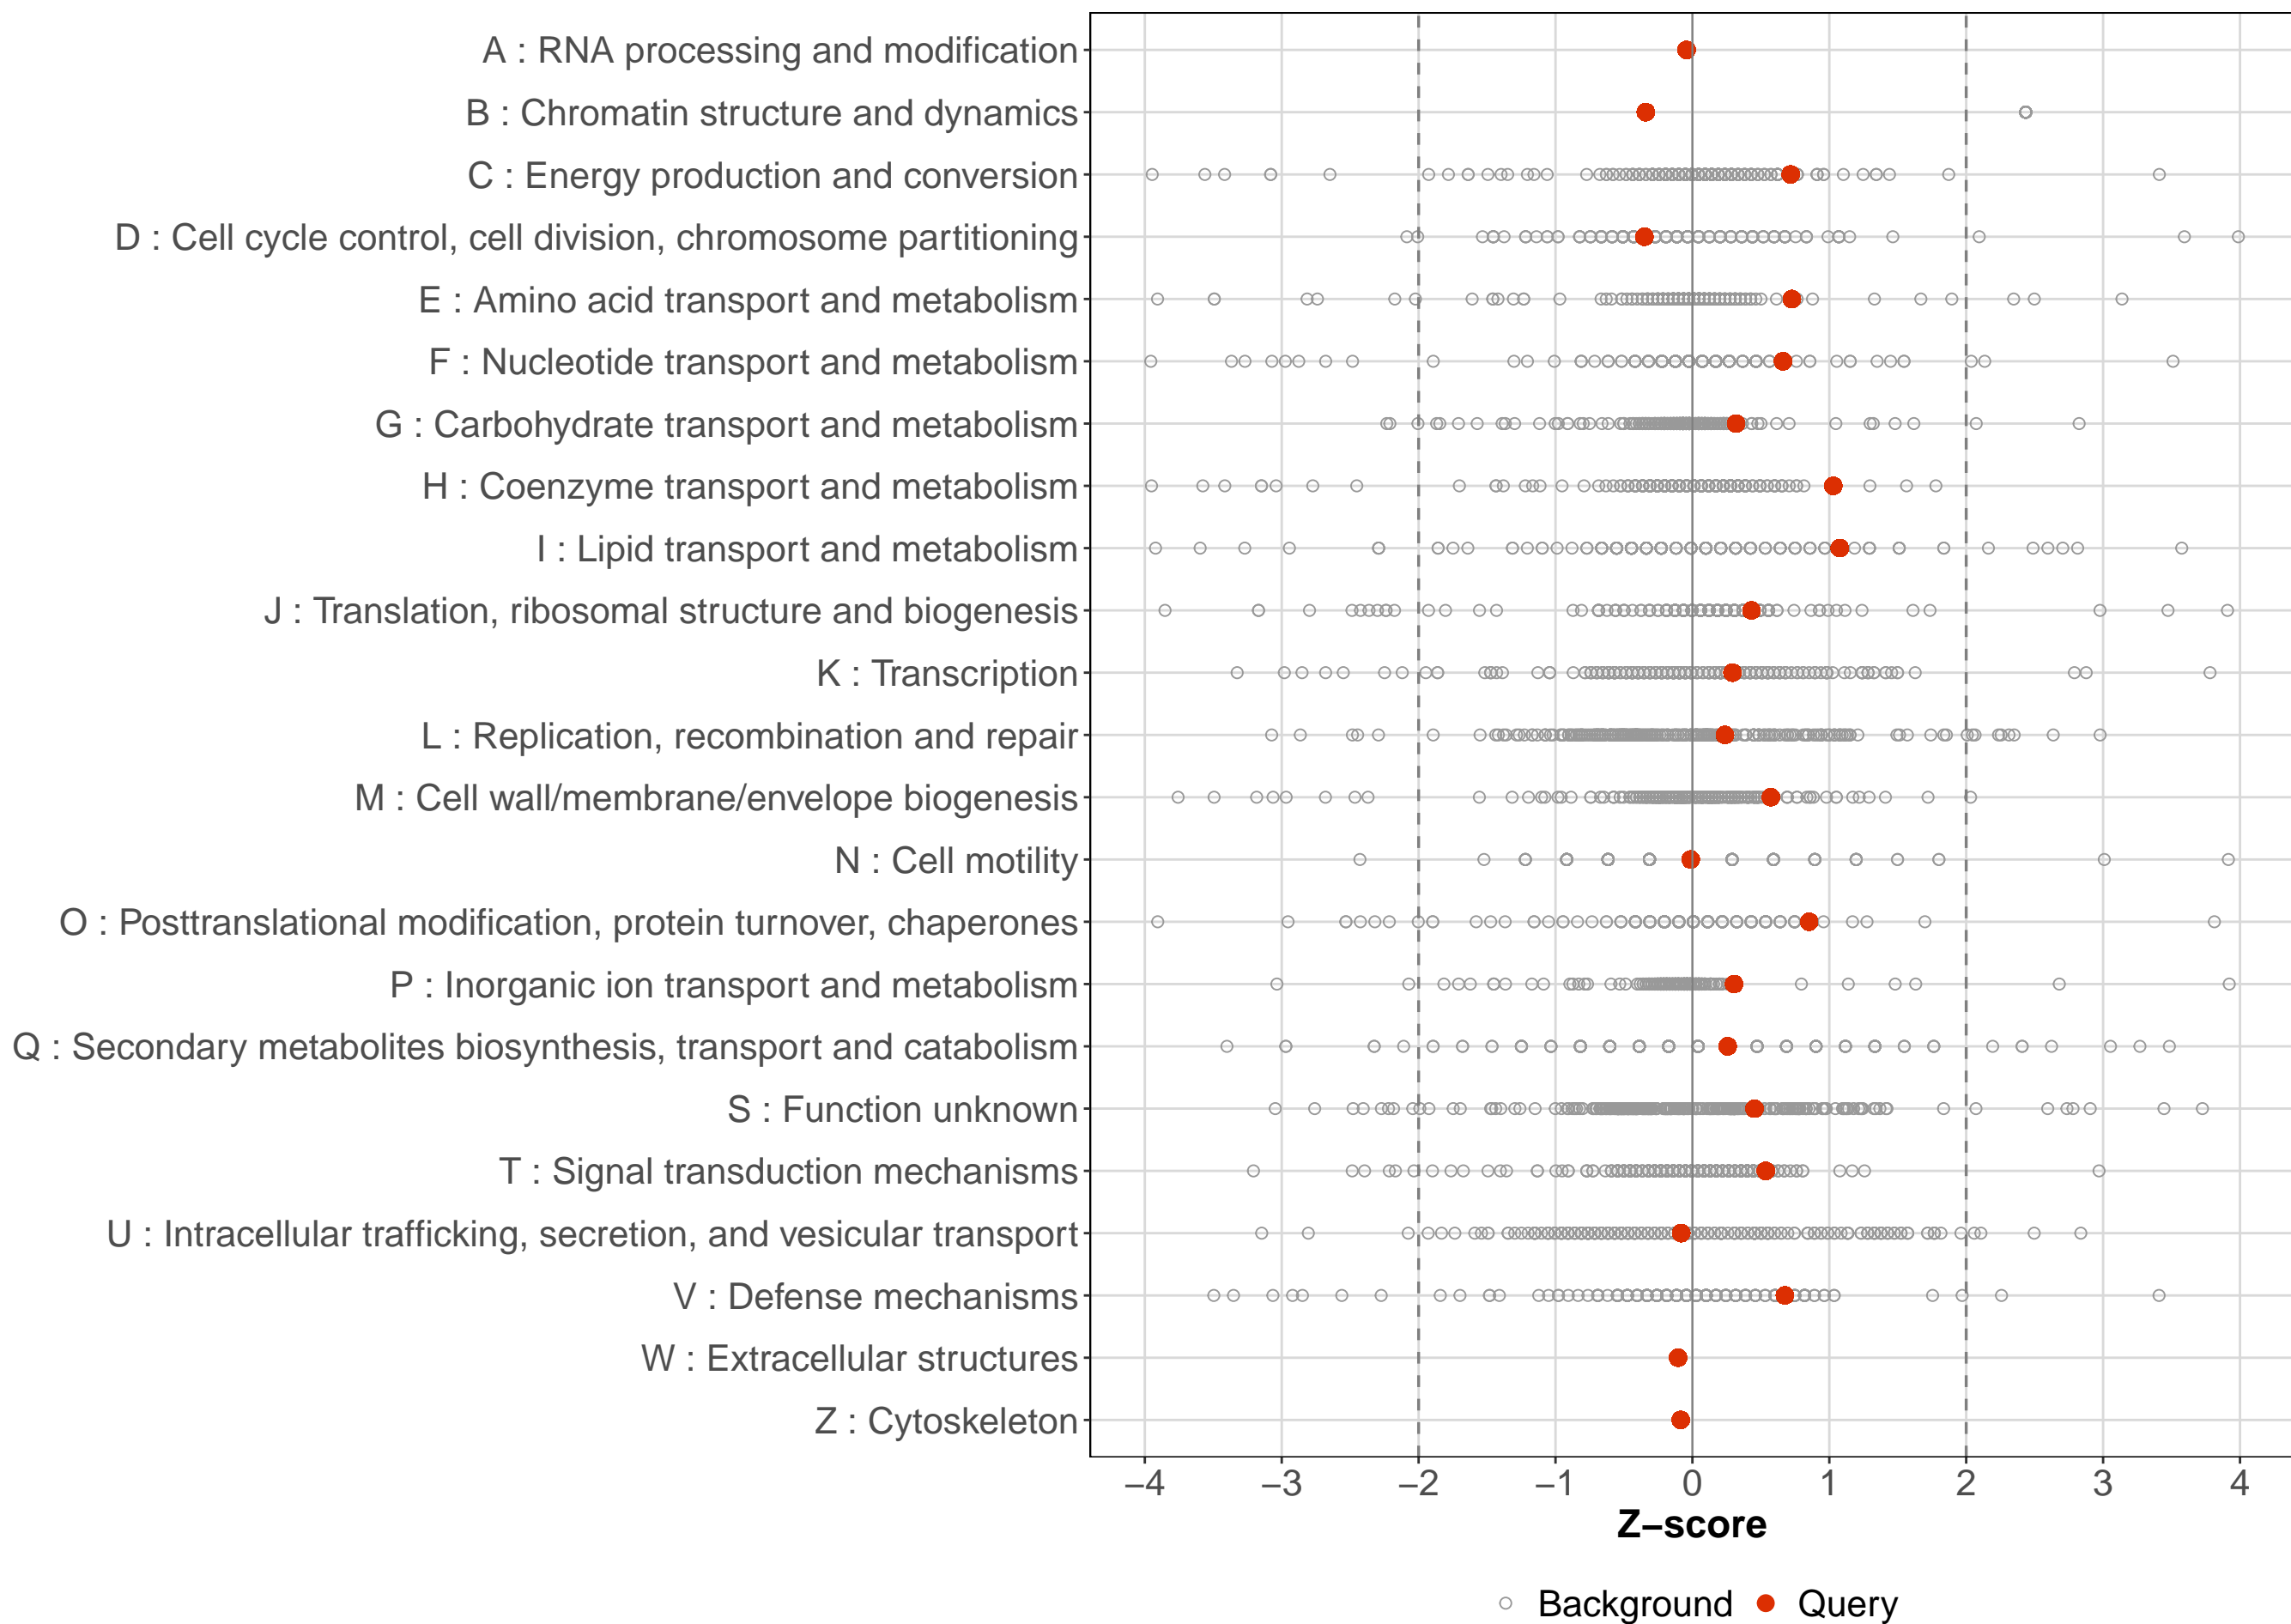 A : RNA processing and modification
B : Chromatin structure and dynamics
C : Energy production and conversion
D : Cell cycle control, cell division, chromosome partitioning
E : Amino acid transport and metabolism
F : Nucleotide transport and metabolism
G : Carbohydrate transport and metabolism
H : Coenzyme transport and metabolism
I : Lipid transport and metabolism
J : Translation, ribosomal structure and biogenesis
K : Transcription
L : Replication, recombination and repair
M : Cell wall/membrane/envelope biogenesis
N : Cell motility
O : Posttranslational modification, protein turnover, chaperones
P : Inorganic ion transport and metabolism
Q : Secondary metabolites biosynthesis, transport and catabolism
S : Function unknown
T : Signal transduction mechanisms
U : Intracellular trafficking, secretion, and vesicular transport
V : Defense mechanisms
W : Extracellular structures
Z : Cytoskeleton
−4 −3 −2 −1 0 1 2 3 4
Z−score
Background Query